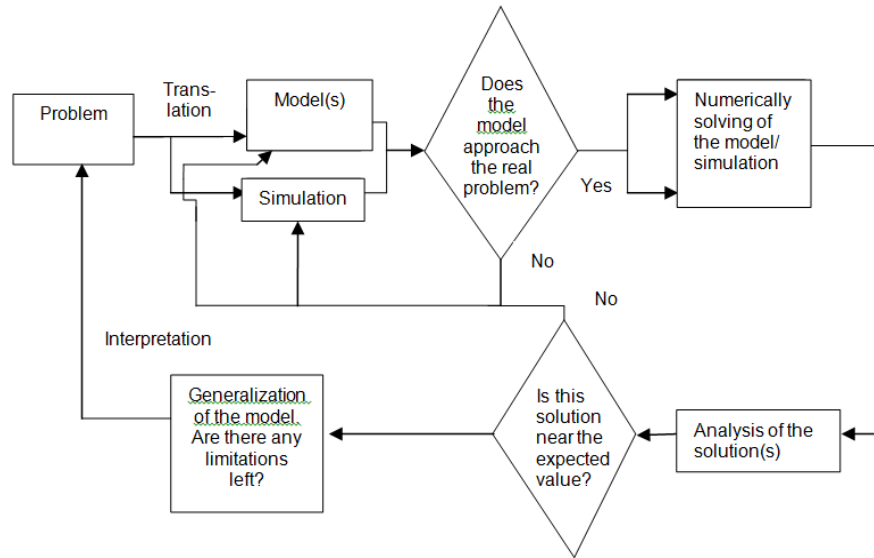 Problem
Trans-
lation
Model(s)
Simulation
Does
the
model
approach
the real
problem?
Yes
No
Numerically
solving of
the model/
simulation
No
Interpretation
Generalization
of the model.
Are there any
limitations
left?
Is this
solution
near the
expected
value?
Analysis of the
solution(s)